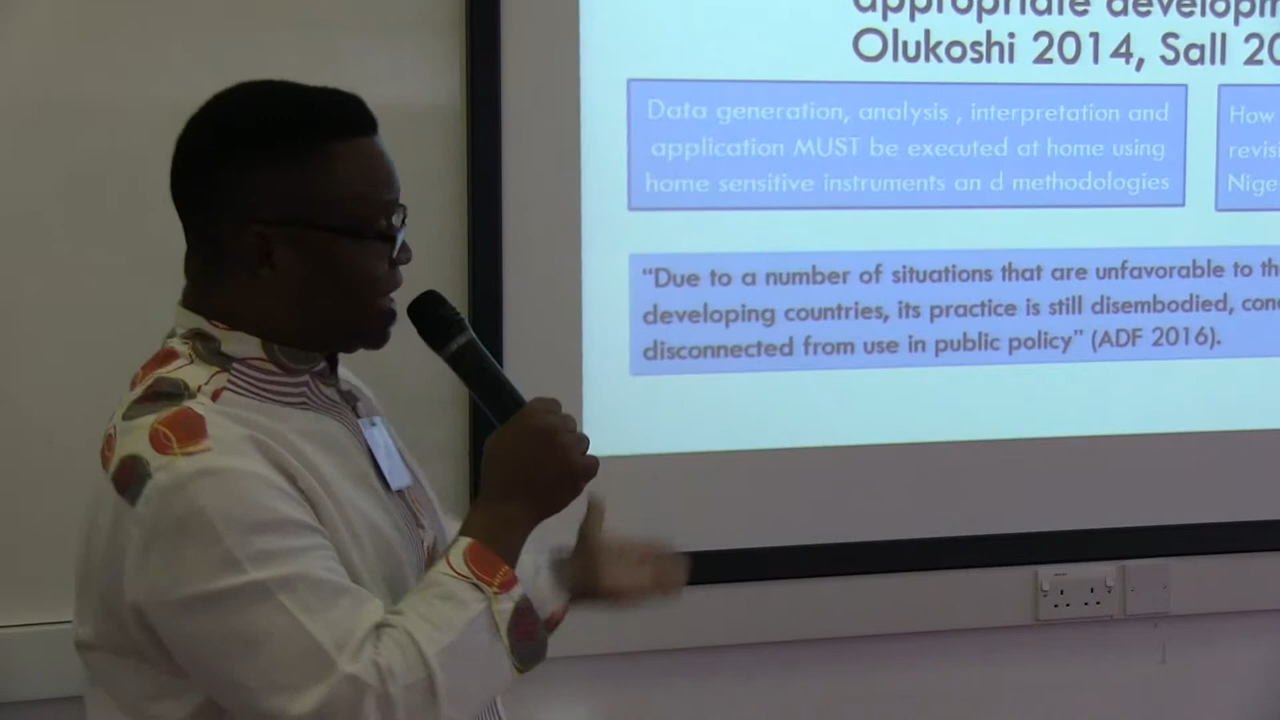 appropriate developm
Olukoshi 2014, Sall 20
Data generation, analysis , interpretation and
application MUST be executed at home using
home sensitive instruments an d methodologies
How
revisi
Nige
“Due to a number of situations that are unfavorable to th
developing countries, its practice is still disembodied, con
disconnected from use in public policy” (ADF 2016).